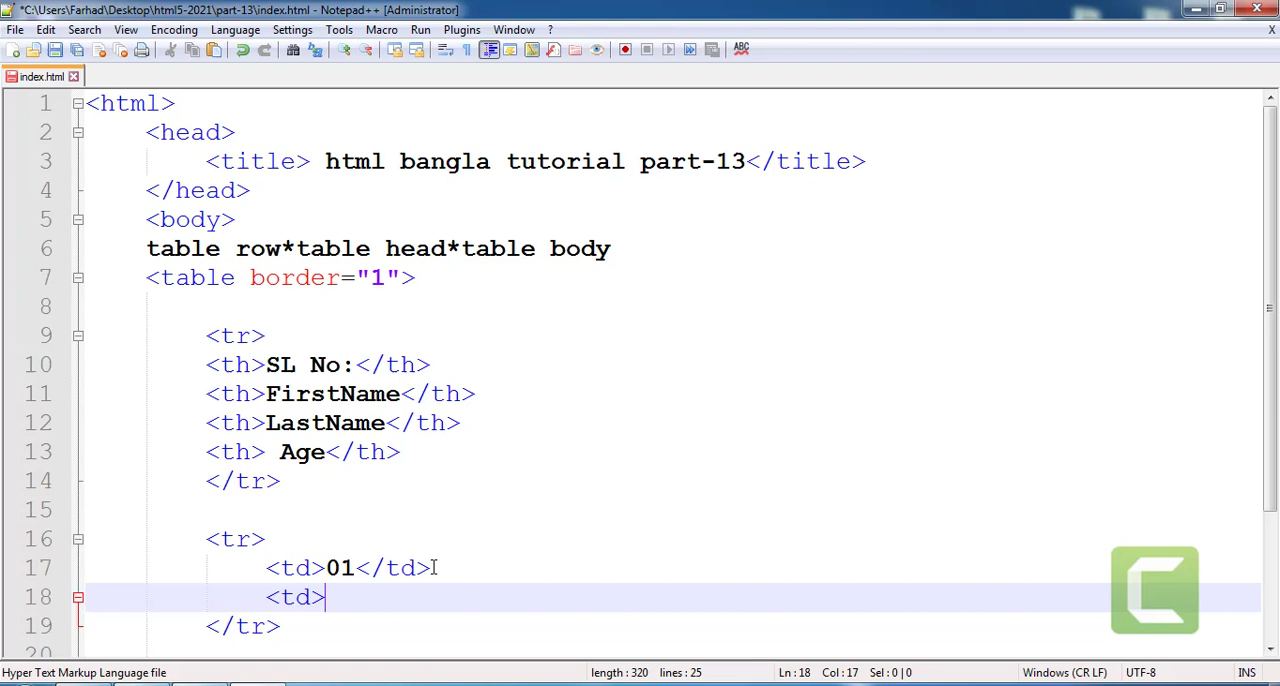 *C:\Users\Farhad\Desktop\html5-2021\part-13\index.html - Notepad++ [Administrator]
File Edit Search View Encoding Language Settings Tools Macro Run Plugins Window ? X
ABC
index.html
1 <html>
2 <head>
3 <title> html bangla tutorial part-13</title>
4 </head>
5 <body>
6 table row*table head*table body
7 <table border="1">
8
9 <tr>
10 <th>SL No:</th>
11 <th>FirstName</th>
12 <th>LastName</th>
13 <th> Age</th>
14 </tr>
15
16 <tr>
17 <td>01</td>
18 <td>
19 </tr>
20
Hyper Text Markup Language file length : 320 lines : 25 Ln : 18 Col : 17 Sel : 0 | 0 Windows (CR LF) UTF-8 INS